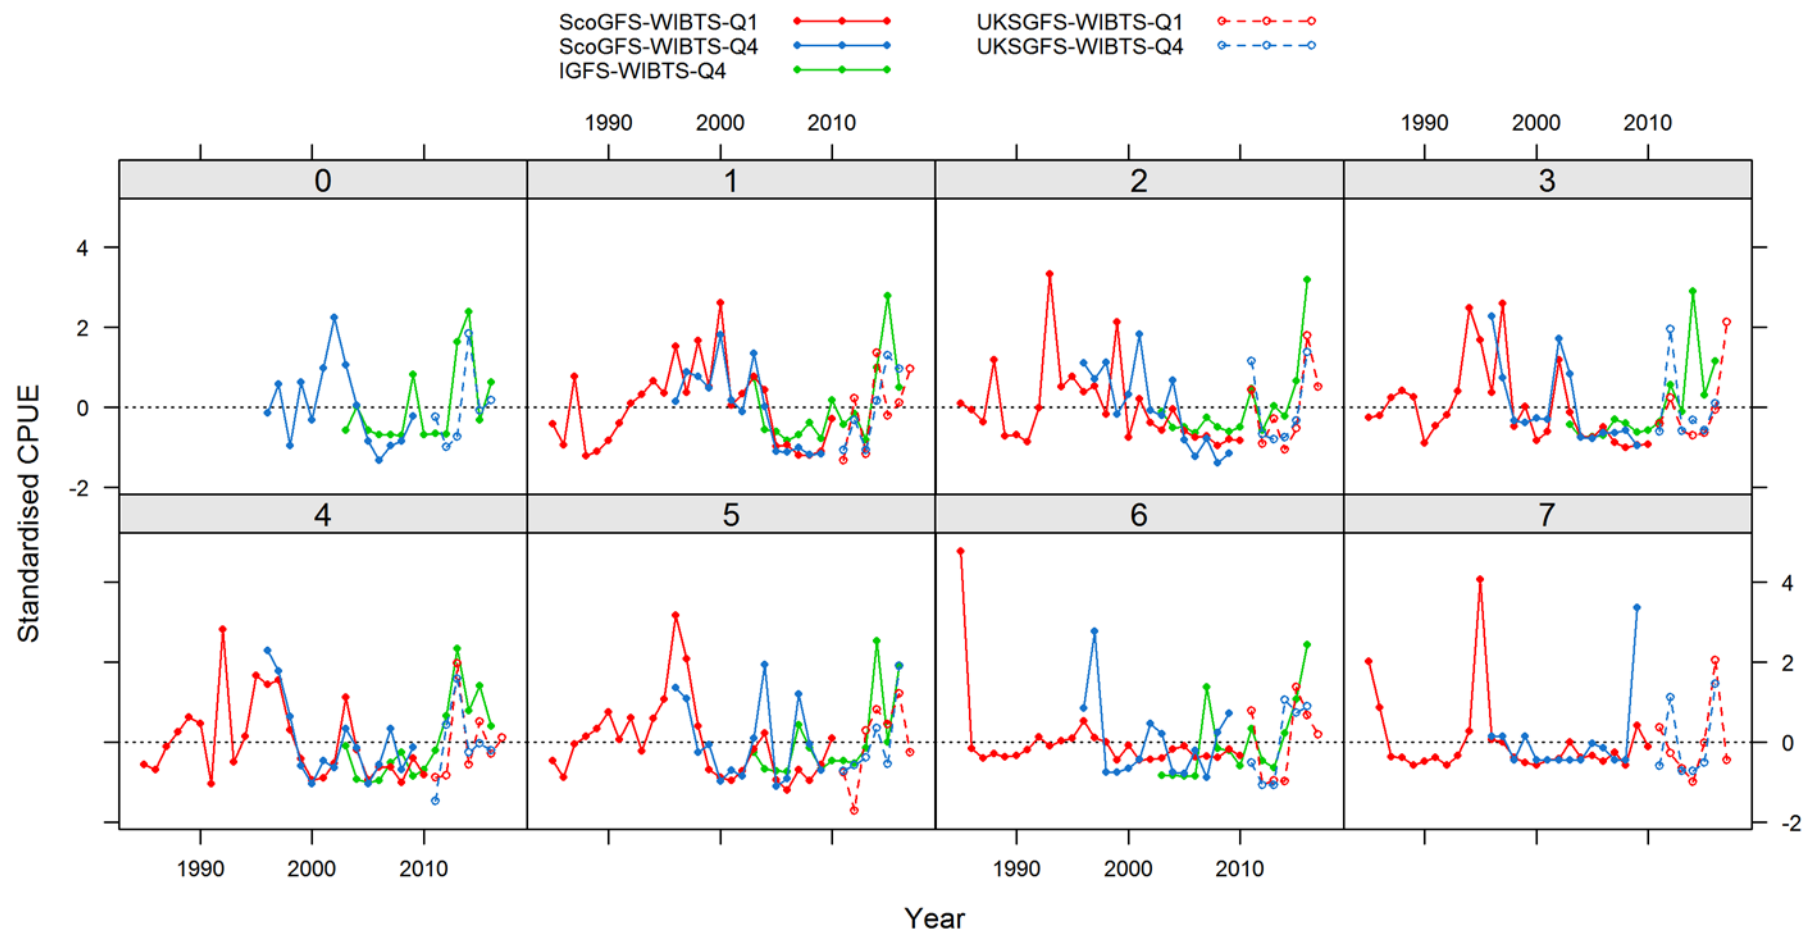 ScoGFS-WIBTS-Q1 UKSGFS-WIBTS-Q1
ScoGFS-WIBTS-Q4 UKSGFS-WIBTS-Q4
IGFS-WIBTS-Q4
1990 2000 2010 1990 2000 2010
0 1 2 3
4
2
0
-2
Standardised CPUE
4 5 6 7
4
2
0
-2
1990 2000 2010 1990 2000 2010
Year